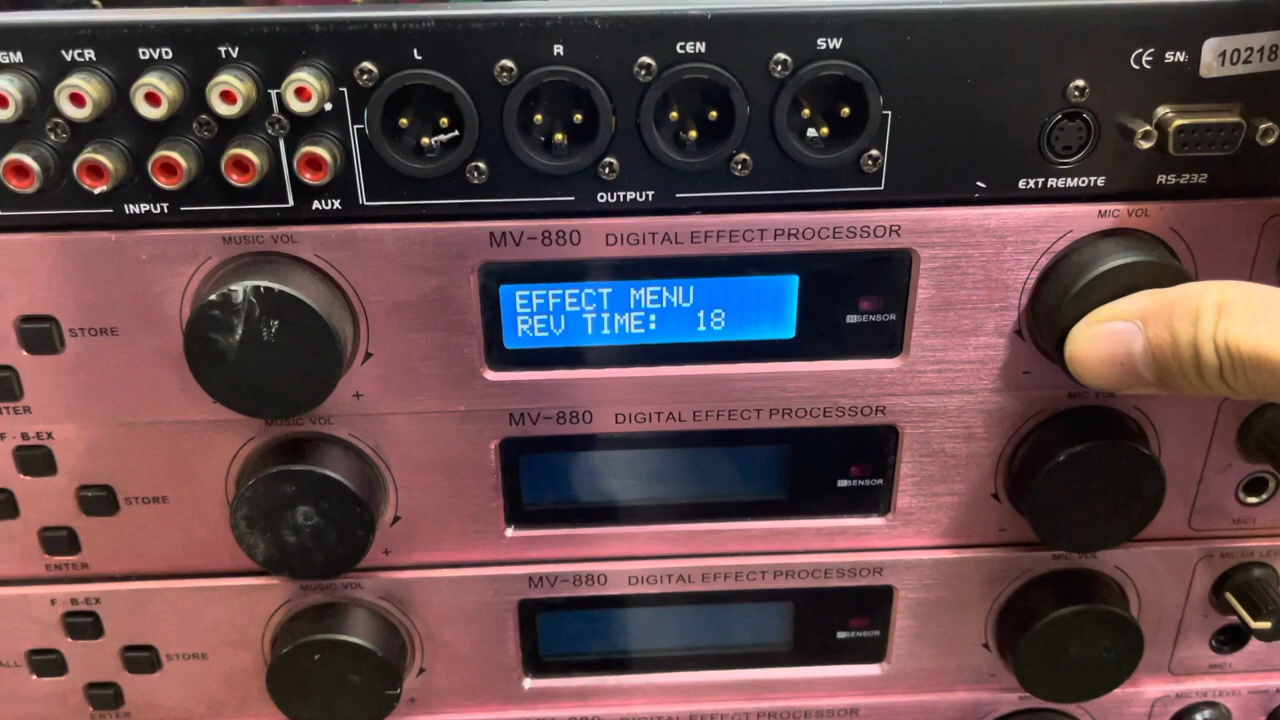 VCR
DVD
TV
L
R
CEN
SW
CE SN: 10218
INPUT
AUX
OUTPUT
EXT REMOTE
RS-232
MUSIC VOL
MV-880 DIGITAL EFFECT PROCESSOR
MIC VOL
STORE
EFFECT MENU
REV TIME: 18
IR SENSOR
- +
-
MUSIC VOL
MV-880 DIGITAL EFFECT PROCESSOR
MIC VOL
F · B-EX
STORE
ENTER
IR SENSOR
+
-
MIC1
MUSIC VOL
MV-880 DIGITAL EFFECT PROCESSOR
MIC VOL
F · B-EX
STORE
ENTER
IR SENSOR
+
-
MIC1